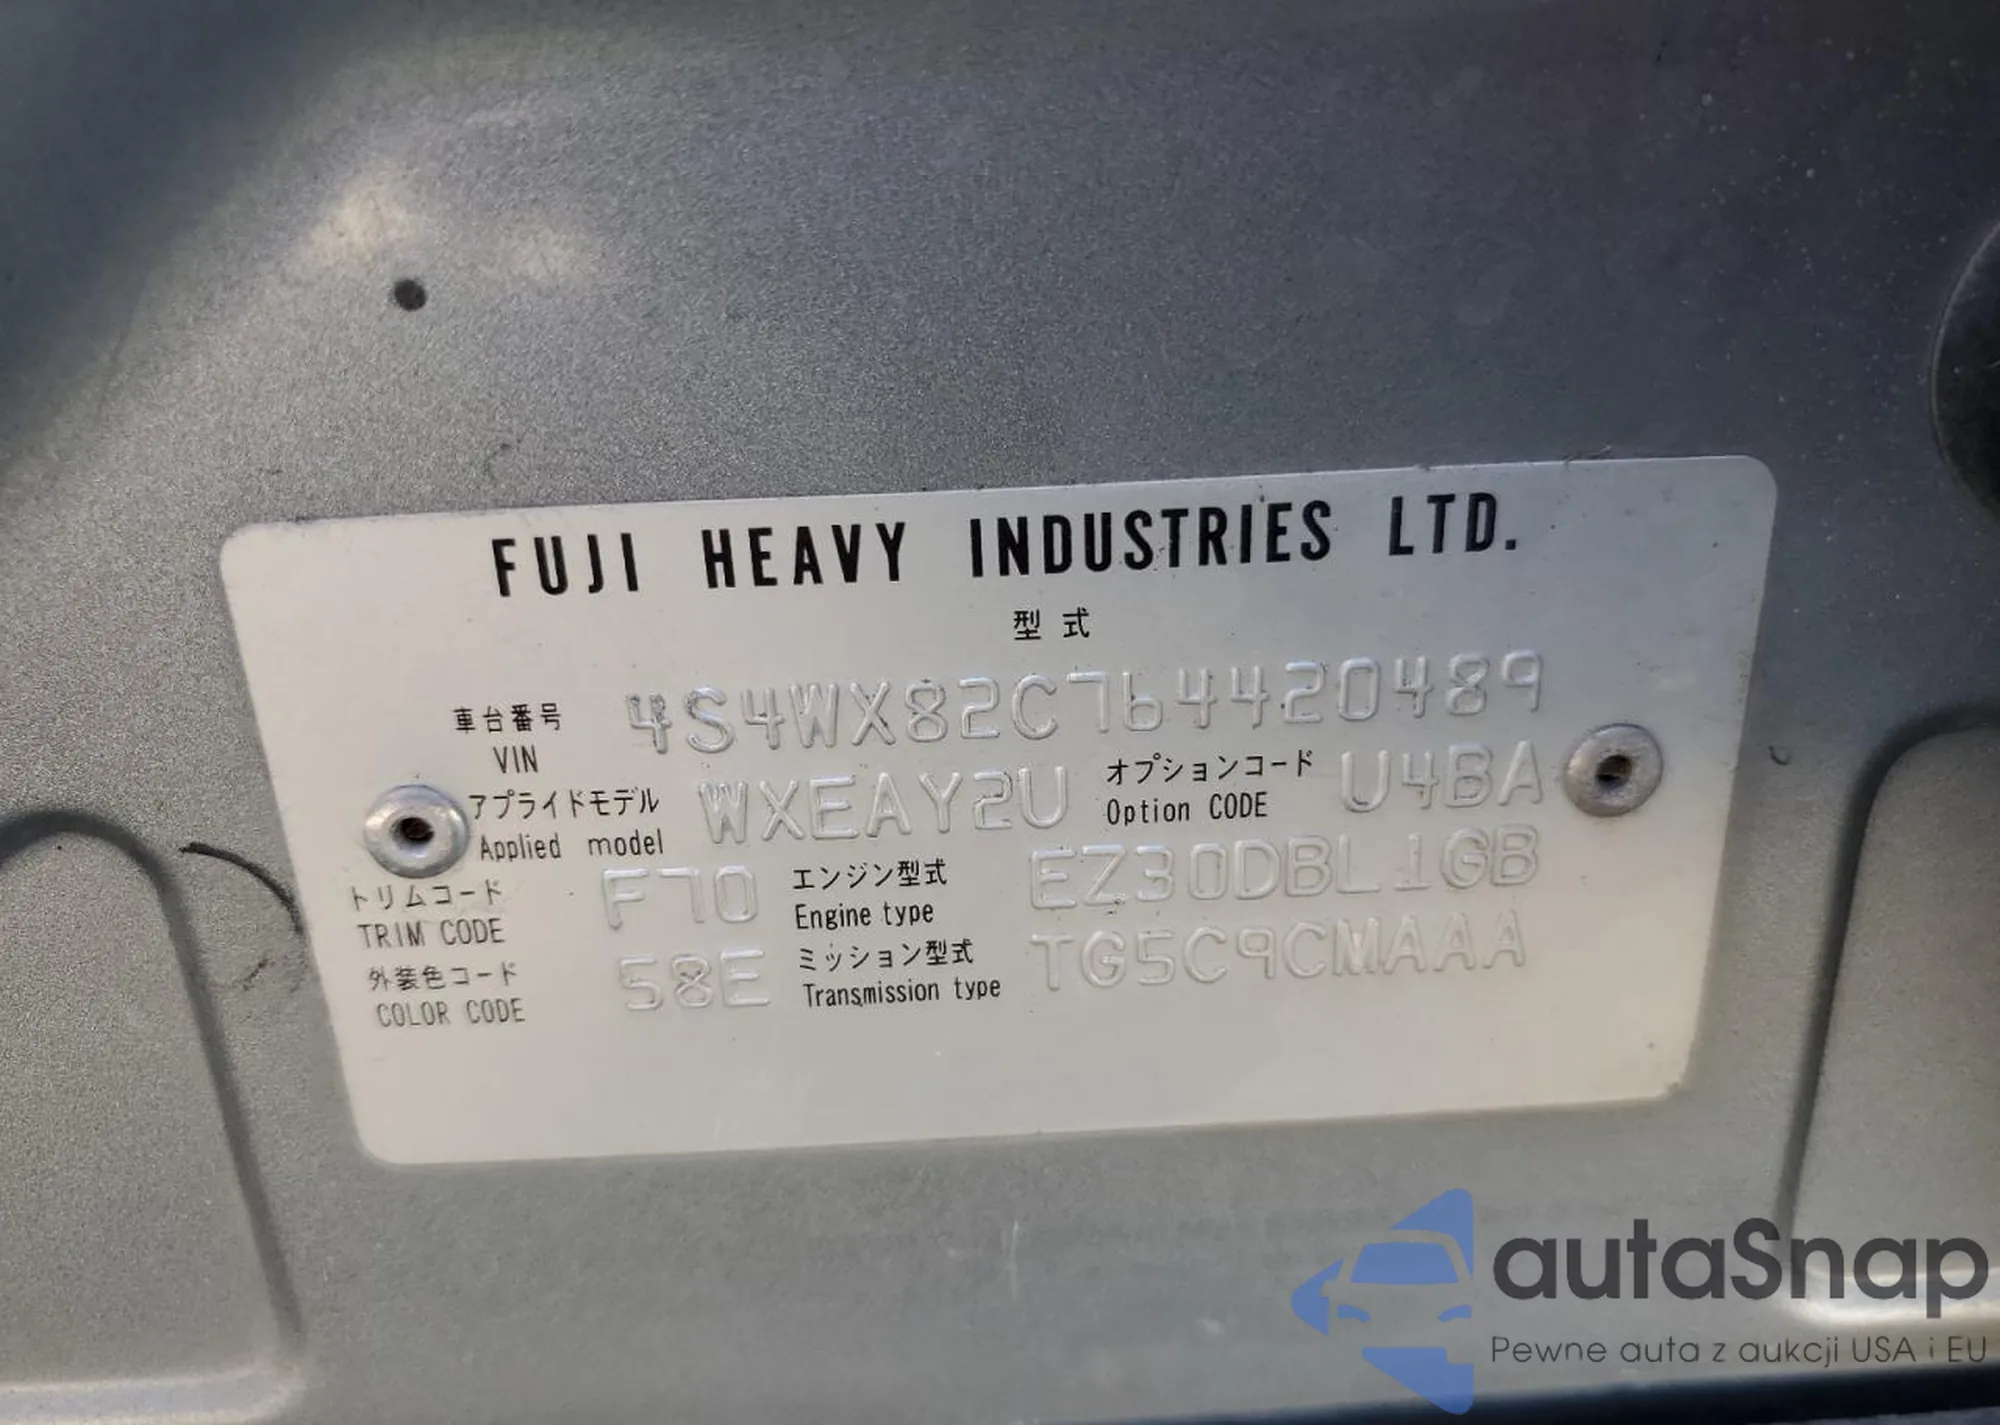 FUJI HEAVY INDUSTRIES LTD.
型式
車台番号 4S4WX82C764420489
VIN
アプライドモデル WXEAY2U オプションコード U4BA
Applied model Option CODE
トリムコード F70 エンジン型式 EZ30DBL1GB
TRIM CODE Engine type
外装色コード 58E ミッション型式 TG5C9CMAAA
COLOR CODE Transmission type
autaSnap
Pewne auta z aukcji USA i EU